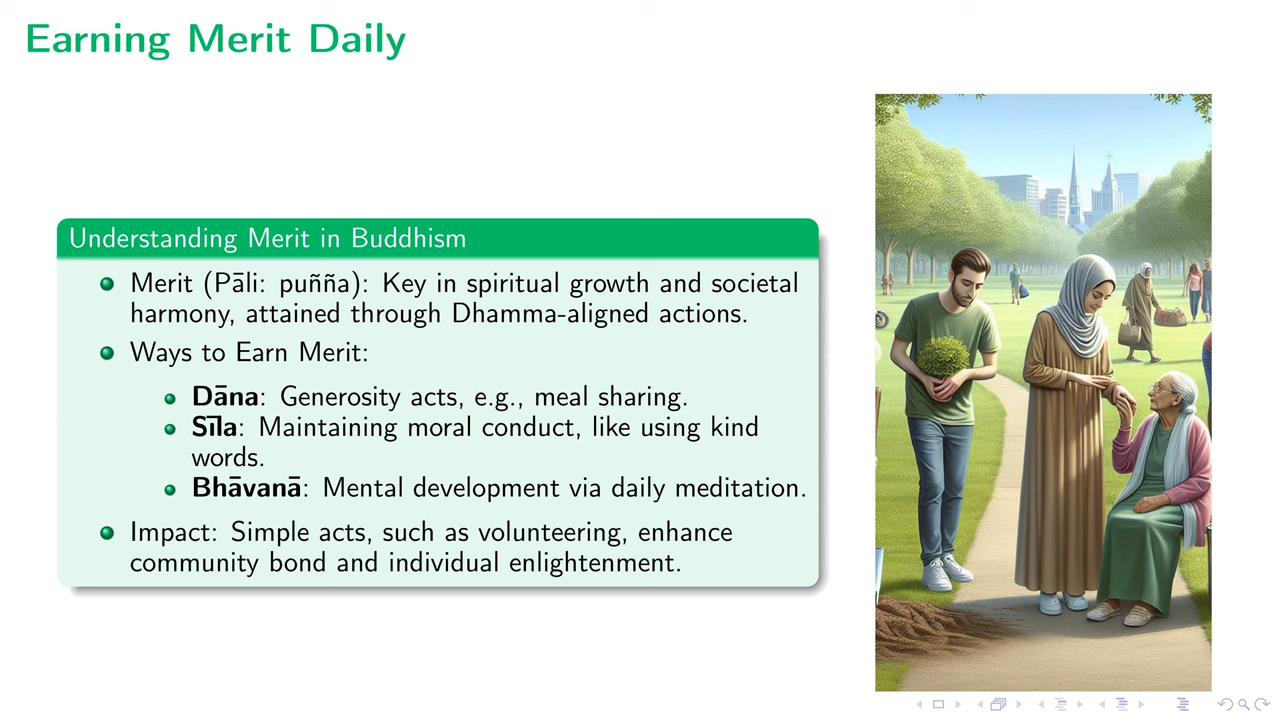 Earning Merit Daily
Understanding Merit in Buddhism
Merit (Pāli: puñña): Key in spiritual growth and societal
harmony, attained through Dhamma-aligned actions.
Ways to Earn Merit:
Dāna: Generosity acts, e.g., meal sharing.
Sīla: Maintaining moral conduct, like using kind
words.
Bhāvanā: Mental development via daily meditation.
Impact: Simple acts, such as volunteering, enhance
community bond and individual enlightenment.